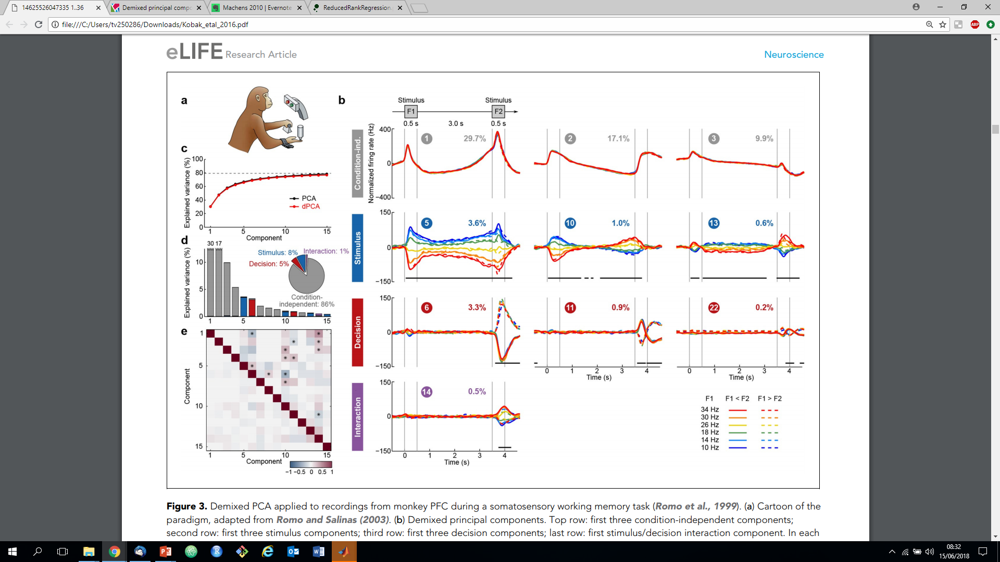 14625526047335 1..36
Demixed principal compo
Machens 2010 | Evernote
ReducedRankRegression.
file:///C:/Users/tv250286/Downloads/Kobak_etal_2016.pdf
ABP
eLIFE Research Article
Neuroscience
a
b
Stimulus
Stimulus
F1
F2
0.5 s
3.0 s
0.5 s
Condition-ind.
Normalized firing rate (Hz)
400
0
−400
1
29.7%
2
17.1%
3
9.9%
c
Explained variance (%)
100
80
60
40
20
0
PCA
dPCA
1
5
10
15
Component
Stimulus
150
0
−150
5
3.6%
10
1.0%
13
0.6%
d
30 17
Explained variance (%)
10
5
0
Stimulus: 8%
Interaction: 1%
Decision: 5%
Condition-
independent: 86%
1
5
10
15
Decision
150
0
−150
6
3.3%
11
0.9%
22
0.2%
0
1
2
3
4
Time (s)
0
1
2
3
4
Time (s)
e
Component
1
5
10
15
1
5
10
15
Component
−1
−0.5
0
0.5
1
Interaction
150
0
−150
14
0.5%
0
1
2
3
4
Time (s)
F1 F1 < F2 F1 > F2
34 Hz
30 Hz
26 Hz
18 Hz
14 Hz
10 Hz
Figure 3. Demixed PCA applied to recordings from monkey PFC during a somatosensory working memory task (Romo et al., 1999). (a) Cartoon of the
paradigm, adapted from Romo and Salinas (2003). (b) Demixed principal components. Top row: first three condition-independent components;
second row: first three stimulus components; third row: first three decision components; last row: first stimulus/decision interaction component. In each
08:32
15/06/2018